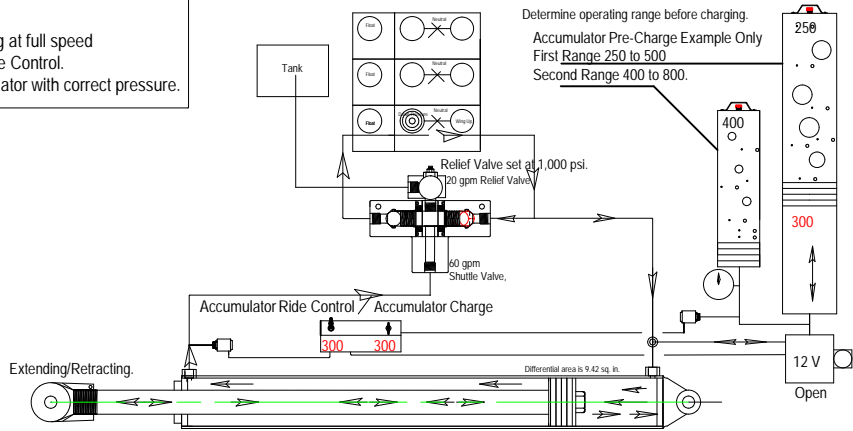 g at full speed
e Control.
ator with correct pressure.
Tank
Float
Neutral
Float
Neutral
Float
Neutral
Wing Up
Determine operating range before charging.
Accumulator Pre-Charge Example Only
First Range 250 to 500
Second Range 400 to 800.
250
400
300
Relief Valve set at 1,000 psi.
20 gpm Relief Valve
60 gpm
Shuttle Valve,
Accumulator Ride Control
Accumulator Charge
300
300
12 V
Open
Extending/Retracting.
Differential area is 9.42 sq. in.